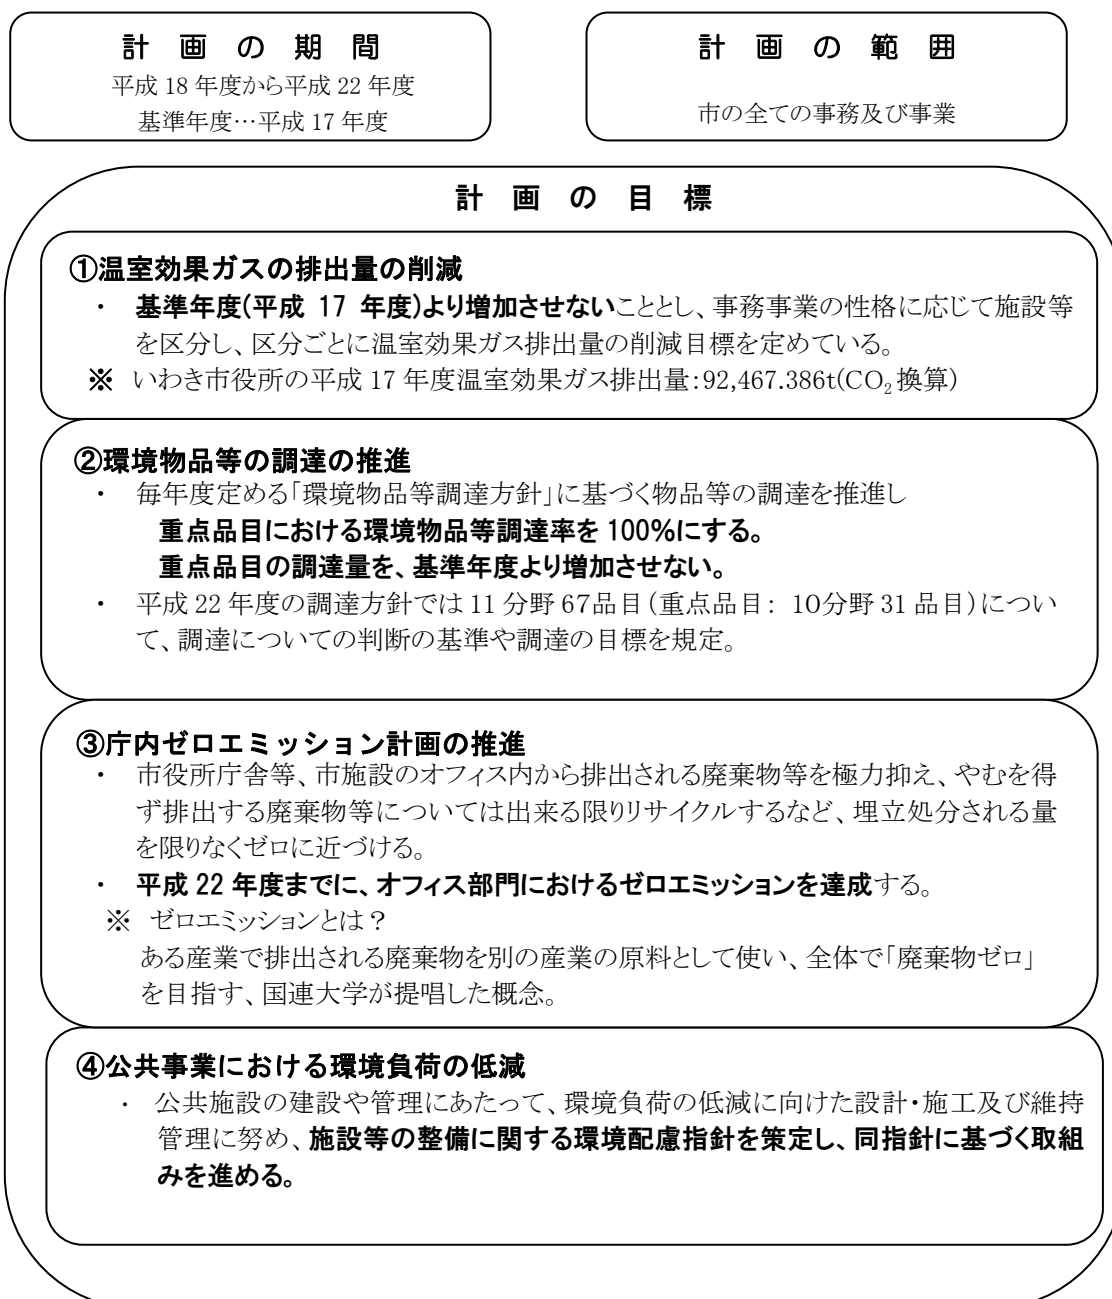 計画の期間
平成 18 年度から平成 22 年度
基準年度…平成 17 年度
計画の範囲
市の全ての事務及び事業
計画の目標
①温室効果ガスの排出量の削減
・ 基準年度(平成 17 年度)より増加させないこととし、事務事業の性格に応じて施設等
を区分し、区分ごとに温室効果ガス排出量の削減目標を定めている。
※ いわき市役所の平成 17 年度温室効果ガス排出量:92,467.386t(CO₂換算)
②環境物品等の調達の推進
・ 毎年度定める「環境物品等調達方針」に基づく物品等の調達を推進し
重点品目における環境物品等調達率を 100%にする。
重点品目の調達量を、基準年度より増加させない。
・ 平成 22 年度の調達方針では 11 分野 67品目(重点品目: 10分野 31 品目)につい
て、調達についての判断の基準や調達の目標を規定。
③庁内ゼロエミッション計画の推進
・ 市役所庁舎等、市施設のオフィス内から排出される廃棄物等を極力抑え、やむを得
ず排出する廃棄物等については出来る限りリサイクルするなど、埋立処分される量
を限りなくゼロに近づける。
・ 平成 22 年度までに、オフィス部門におけるゼロエミッションを達成する。
※ ゼロエミッションとは?
ある産業で排出される廃棄物を別の産業の原料として使い、全体で「廃棄物ゼロ」
を目指す、国連大学が提唱した概念。
④公共事業における環境負荷の低減
・ 公共施設の建設や管理にあたって、環境負荷の低減に向けた設計・施工及び維持
管理に努め、施設等の整備に関する環境配慮指針を策定し、同指針に基づく取組
みを進める。